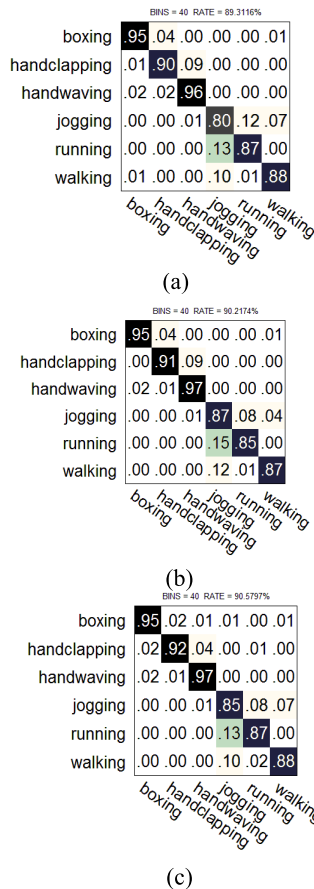 BINS = 40 RATE = 89.3116%
boxing .95 .04 .00 .00 .00 .01
handclapping .01 .90 .09 .00 .00 .00
handwaving .02 .02 .96 .00 .00 .00
jogging .00 .00 .01 .80 .12 .07
running .00 .00 .00 .13 .87 .00
walking .01 .00 .00 .10 .01 .88
boxing handclapping handwaving jogging running walking
(a)
BINS = 40 RATE = 90.2174%
boxing .95 .04 .00 .00 .00 .01
handclapping .00 .91 .09 .00 .00 .00
handwaving .02 .01 .97 .00 .00 .00
jogging .00 .00 .01 .87 .08 .04
running .00 .00 .00 .15 .85 .00
walking .00 .00 .00 .12 .01 .87
boxing handclapping handwaving jogging running walking
(b)
BINS = 40 RATE = 90.5797%
boxing .95 .02 .01 .01 .00 .01
handclapping .02 .92 .04 .00 .01 .00
handwaving .02 .01 .97 .00 .00 .00
jogging .00 .00 .01 .85 .08 .07
running .00 .00 .00 .13 .87 .00
walking .00 .00 .00 .10 .02 .88
boxing handclapping handwaving jogging running walking
(c)